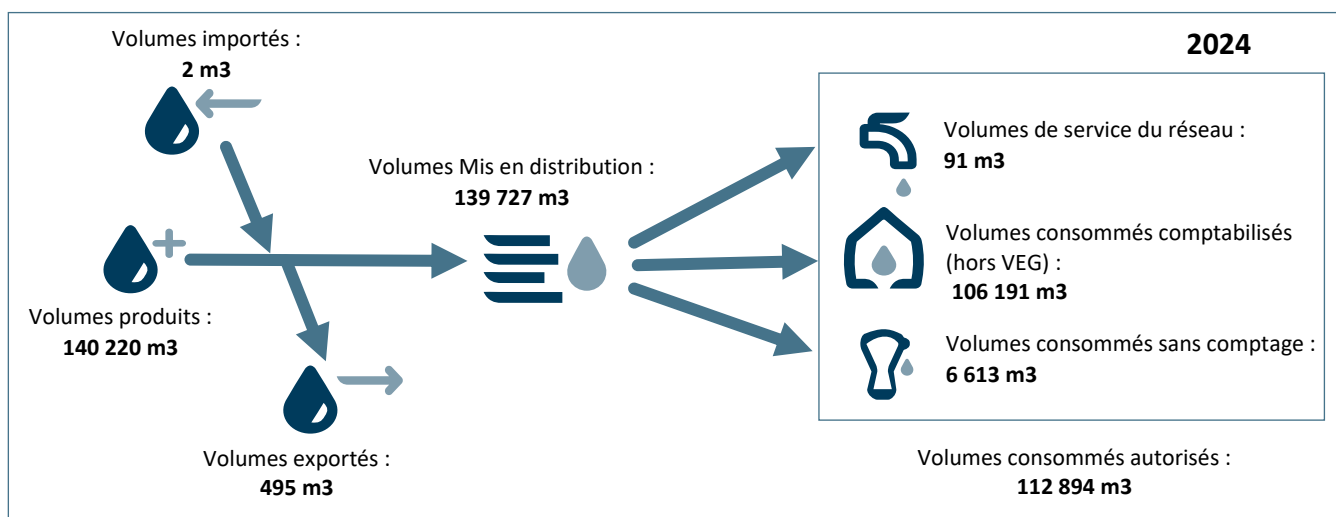 Volumes importés :
2 m3
2024
Volumes de service du réseau :
91 m3
Volumes Mis en distribution :
139 727 m3
Volumes consommés comptabilisés
(hors VEG) :
106 191 m3
Volumes produits :
140 220 m3
Volumes consommés sans comptage :
6 613 m3
Volumes exportés :
495 m3
Volumes consommés autorisés :
112 894 m3